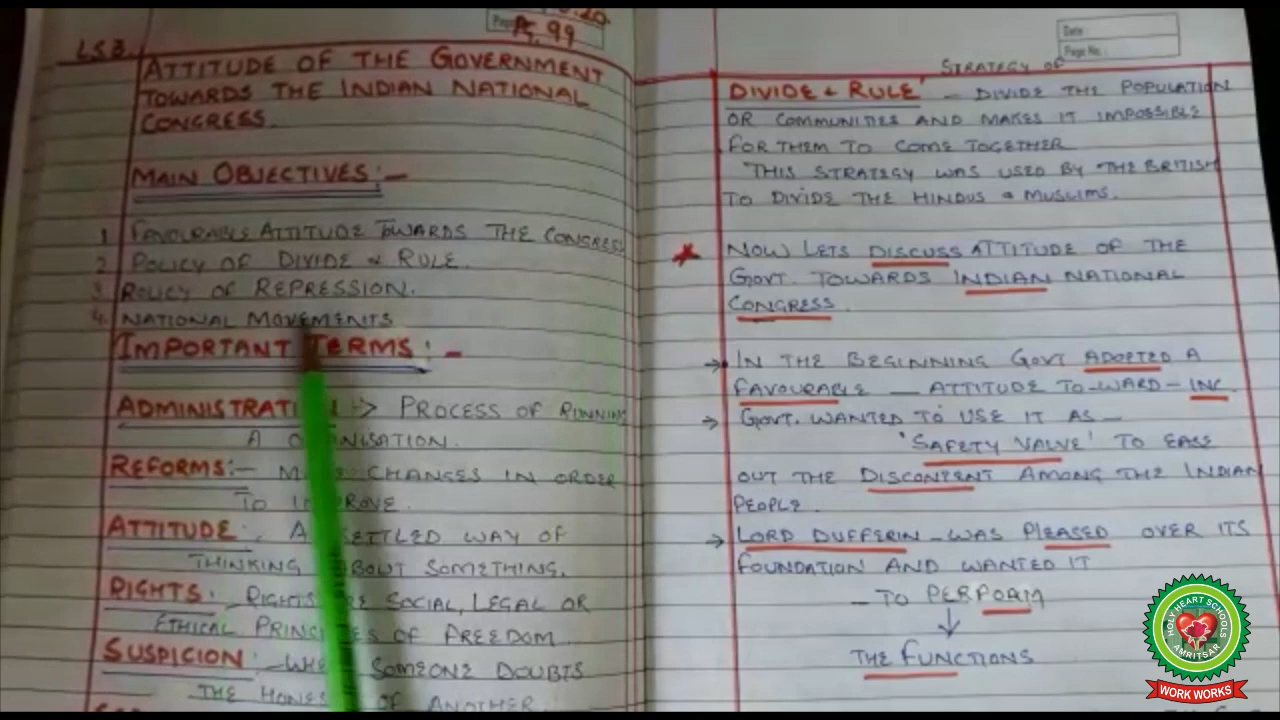 Pg.99
LS 3.
ATTITUDE OF THE GOVERNMENT
TOWARDS THE INDIAN NATIONAL
CONGRESS.
MAIN OBJECTIVES:-
1 FAVOURABLE ATTITUDE TOWARDS THE CONGRESS
2 POLICY OF DIVIDE & RULE.
3 POLICY OF REPRESSION.
4. NATIONAL MOVEMENTS
IMPORTANT TERMS:-
:-> PROCESS OF RUNNING
A ORGANISATION.
REFORMS:- CHANGES IN ORDER
TO IMPROVE.
ATTITUDE: A SETTLED WAY OF
THINKING ABOUT SOMETHING.
RIGHTS: RIGHTS ARE SOCIAL, LEGAL OR
ETHICAL PRINCIPLES OF FREEDOM
SUSPICION: SOMEONE DOUBTS
THE OF ANOTHER.
Date
Page No.:
STRATEGY OF
DIVIDE & RULE' - DIVIDE THE POPULATION
OR COMMUNITIES AND MAKES IT IMPOSSIBLE
FOR THEM TO COME TOGETHER
THIS STRATEGY WAS USED BY THE BRITISH
TO DIVIDE THE HINDUS & MUSLIMS.
NOW LETS DISCUSS ATTITUDE OF THE
GOVT. TOWARDS INDIAN NATIONAL
CONGRESS.
→ IN THE BEGINNING GOVT ADOPTED A
FAVOURABLE — ATTITUDE TO-WARD - INC.
→ GOVT. WANTED TO USE IT AS —
'SAFETY VALVE' TO EASE
OUT THE DISCONTENT AMONG THE INDIAN
PEOPLE.
→ LORD DUFFERIN - WAS PLEASED OVER ITS
FOUNDATION AND WANTED IT
— TO PERFORM
↓
THE FUNCTIONS
HOLY HEART SCHOOLS
AMRITSAR
WORK WORKS